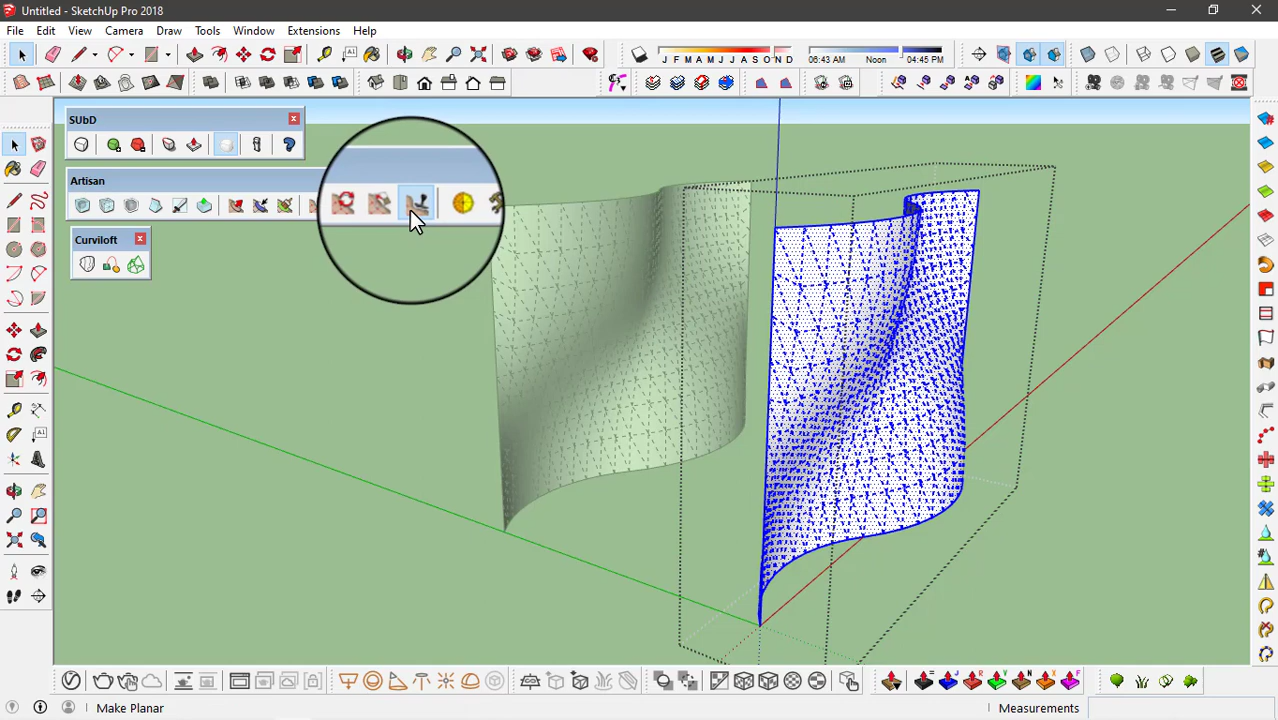 Untitled - SketchUp Pro 2018
File Edit View Camera Draw Tools Window Extensions Help
J F M A M J J A S O N D
06:43 AM Noon 04:45 PM
SUbD
Artisan
Curviloft
Make Planar
Measurements